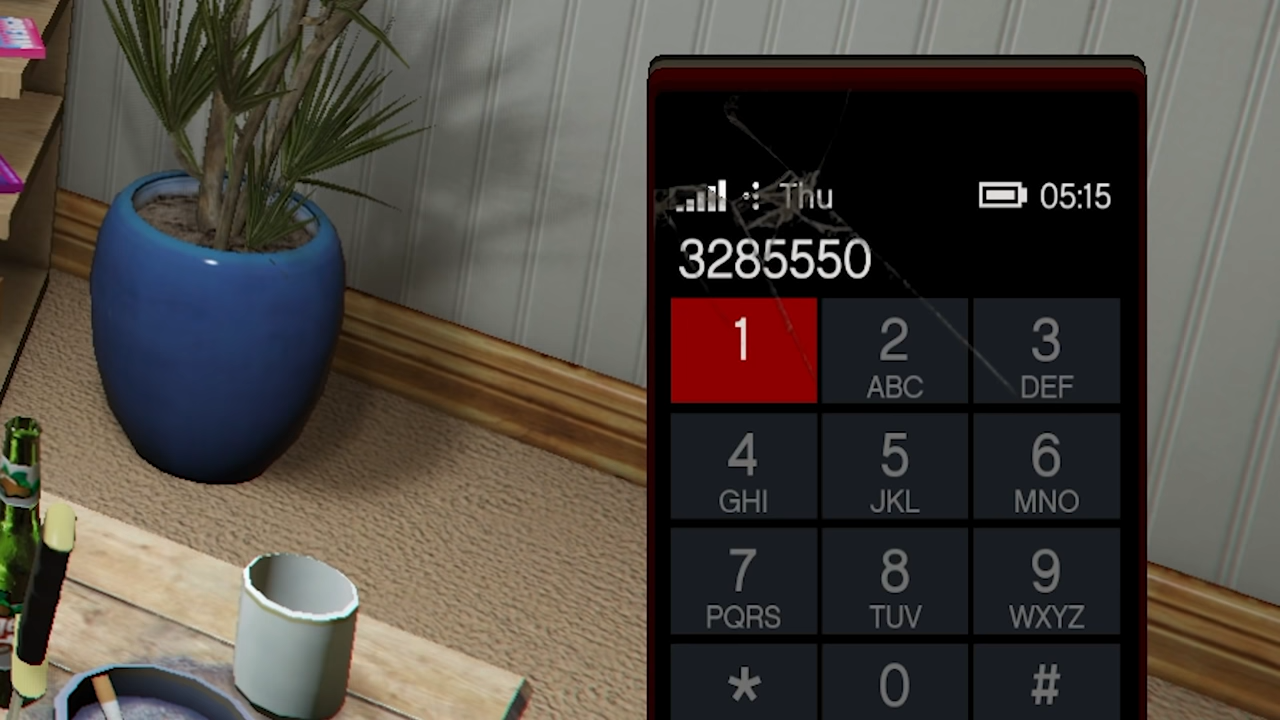 Thu 05:15
3285550
1 2 3
ABC DEF
4 5 6
GHI JKL MNO
7 8 9
PQRS TUV WXYZ
* 0 #